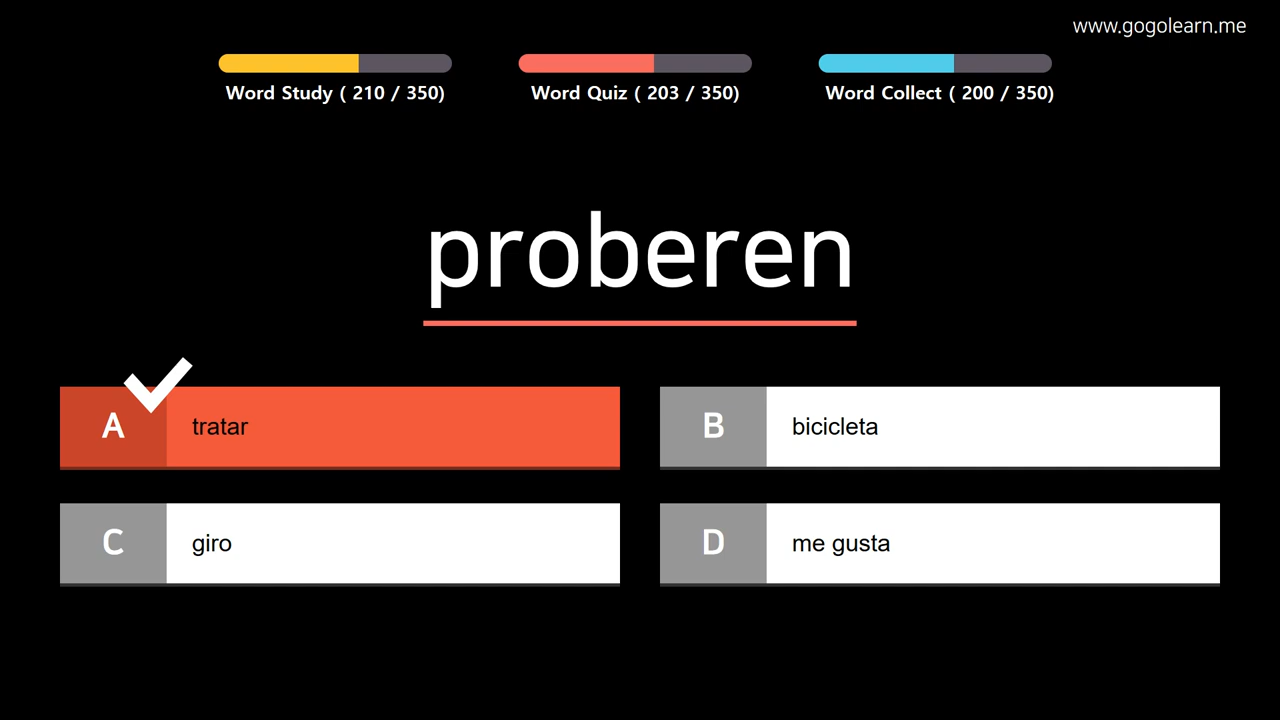 www.gogolearn.me
Word Study ( 210 / 350)
Word Quiz ( 203 / 350)
Word Collect ( 200 / 350)
proberen
A tratar
B bicicleta
C giro
D me gusta